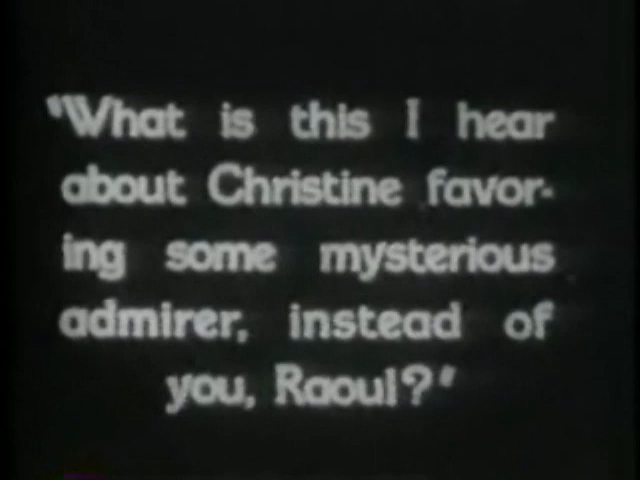 "What is this I hear
about Christine favor-
ing some mysterious
admirer, instead of
you, Raoul?"